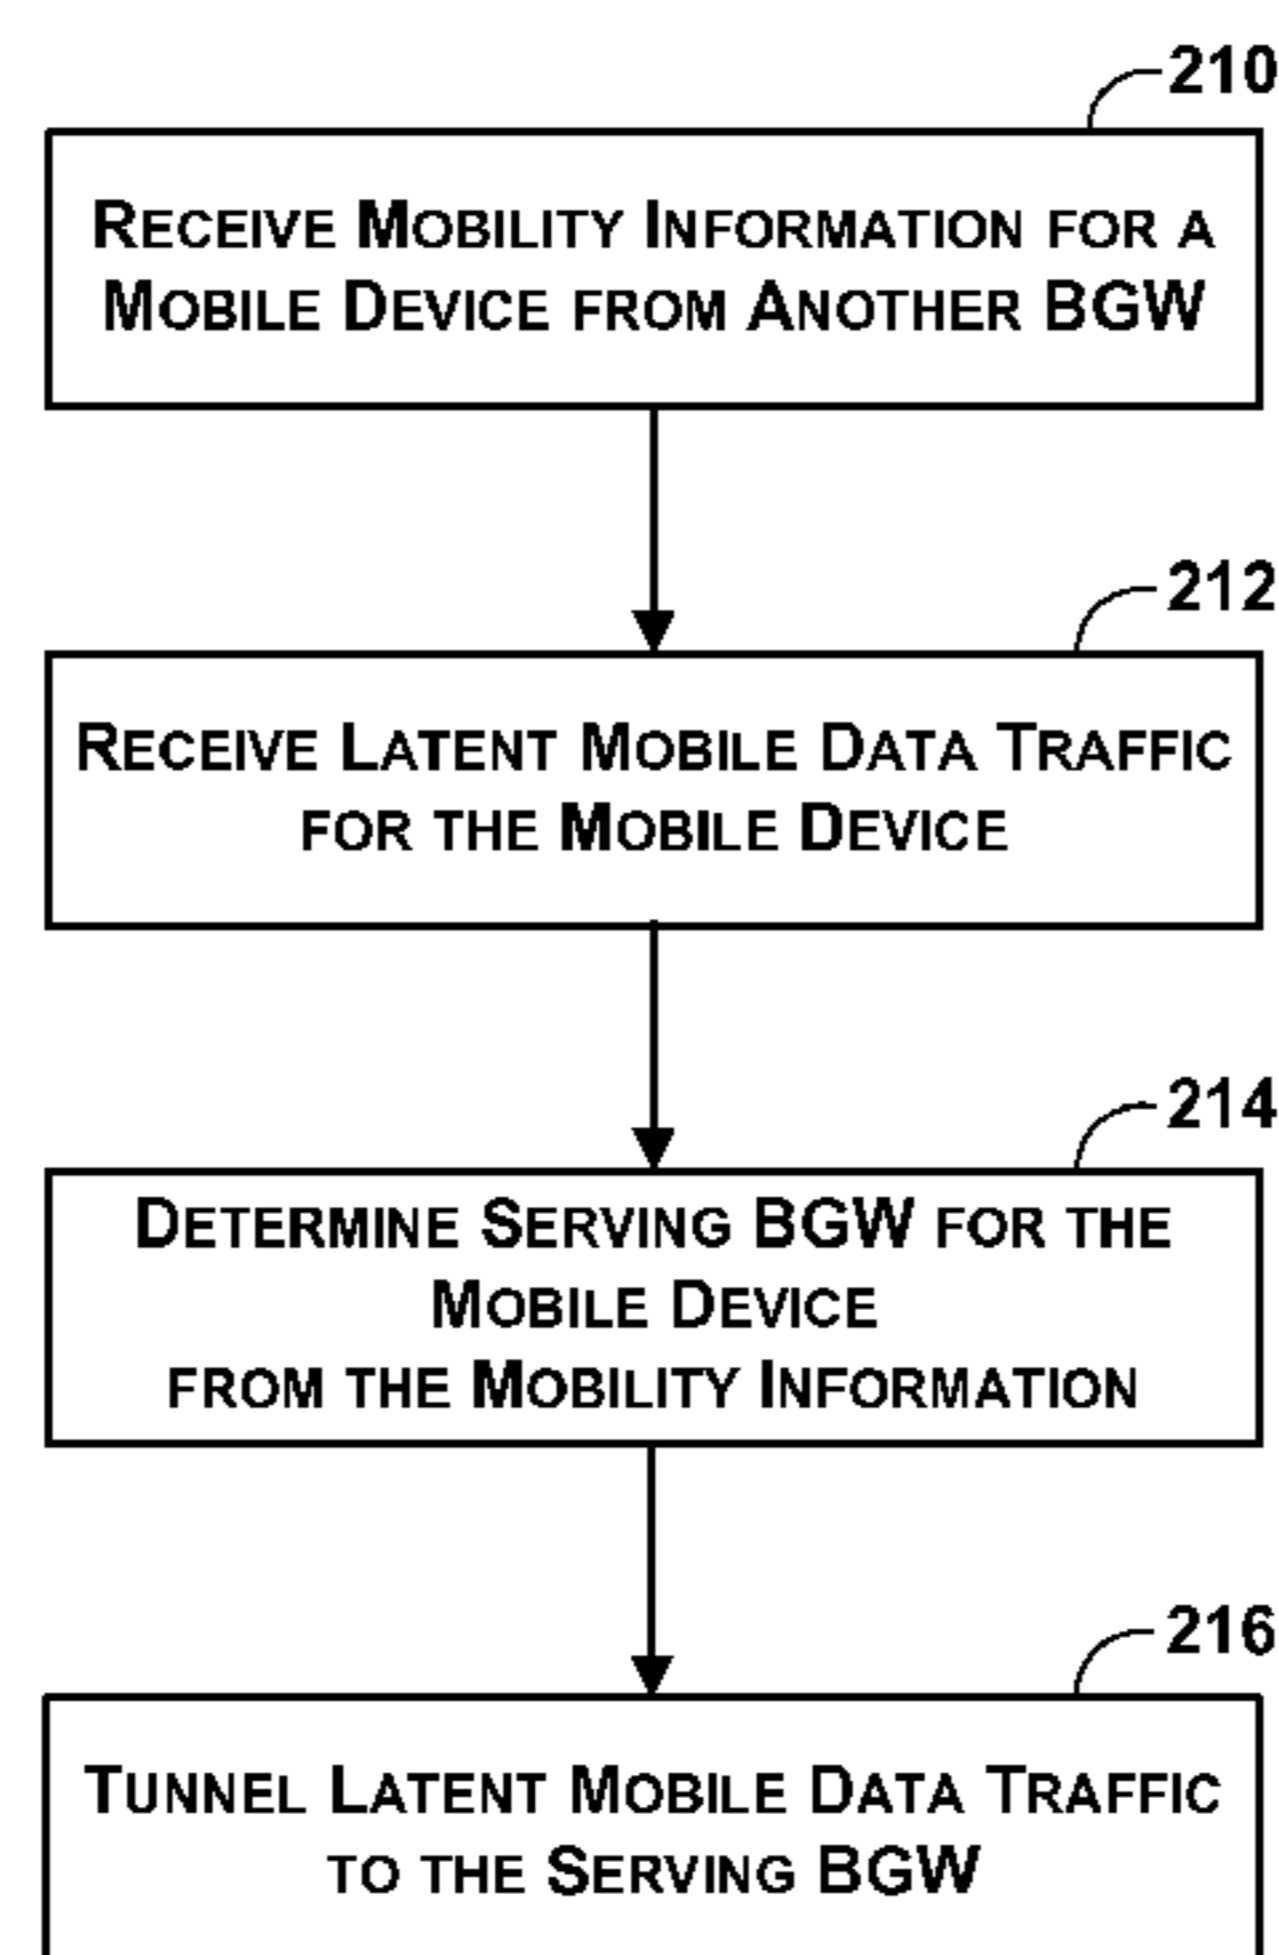 210
RECEIVE MOBILITY INFORMATION FOR A
MOBILE DEVICE FROM ANOTHER BGW
212
RECEIVE LATENT MOBILE DATA TRAFFIC
FOR THE MOBILE DEVICE
214
DETERMINE SERVING BGW FOR THE
MOBILE DEVICE
FROM THE MOBILITY INFORMATION
216
TUNNEL LATENT MOBILE DATA TRAFFIC
TO THE SERVING BGW